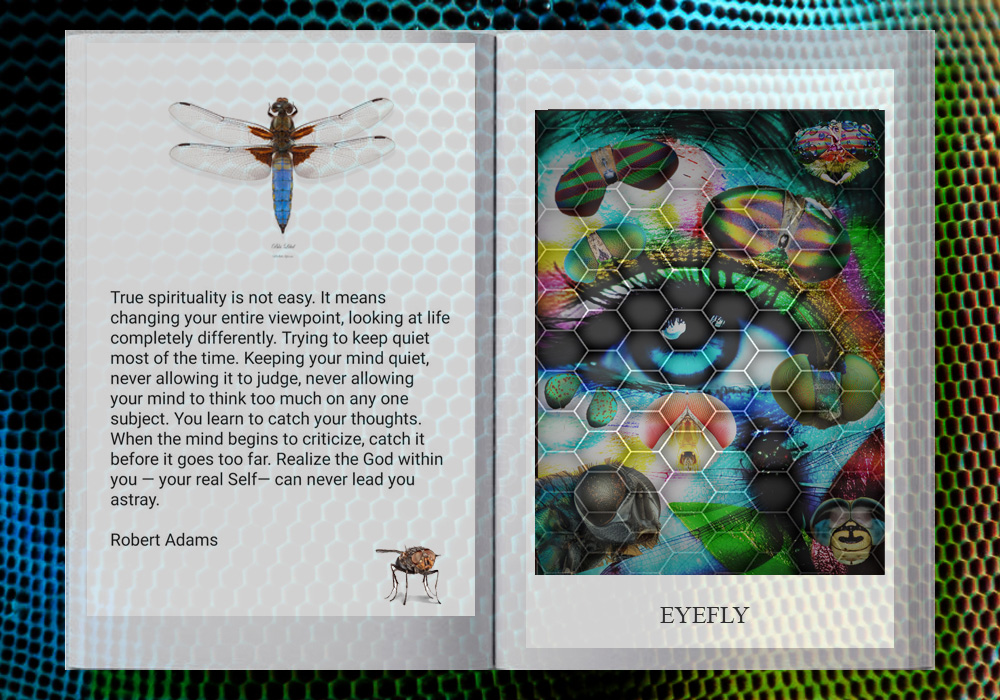 True spirituality is not easy. It means
changing your entire viewpoint, looking at life
completely differently. Trying to keep quiet
most of the time. Keeping your mind quiet,
never allowing it to judge, never allowing
your mind to think too much on any one
subject. You learn to catch your thoughts.
When the mind begins to criticize, catch it
before it goes too far. Realize the God within
you — your real Self— can never lead you
astray.
Robert Adams
EYEFLY